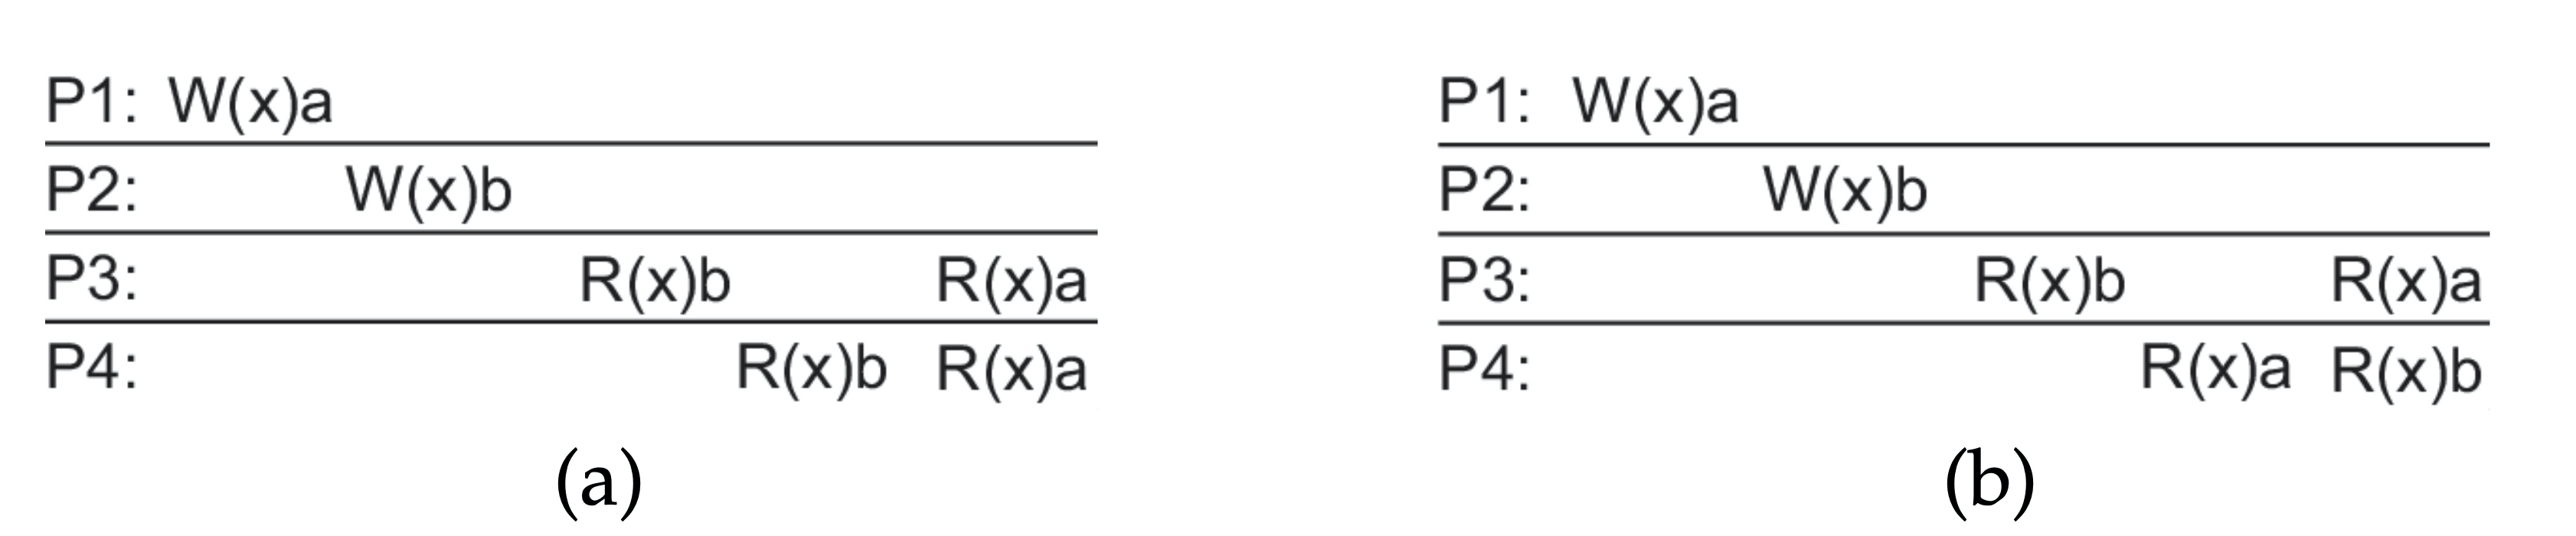 P1: W(x)a
P2: W(x)b
P3: R(x)b R(x)a
P4: R(x)b R(x)a
(a)
P1: W(x)a
P2: W(x)b
P3: R(x)b R(x)a
P4: R(x)a R(x)b
(b)